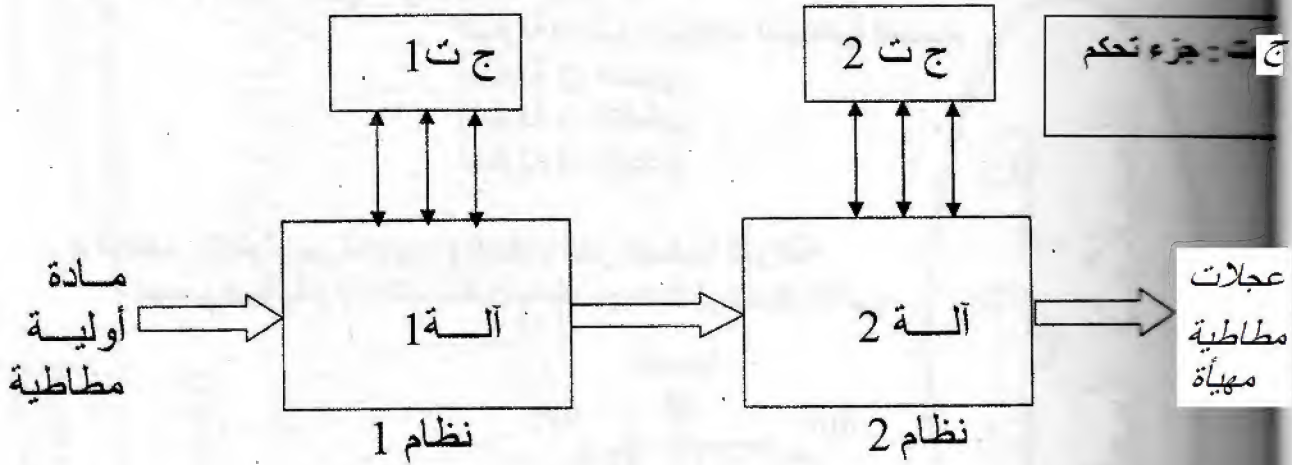 ج ت1
ج ت 2
ج ت - جزء تحكم
مادة
أولية
مطاطية
آلة1
آلة 2
عجلات
مطاطية
مهيأة
نظام 1
نظام 2